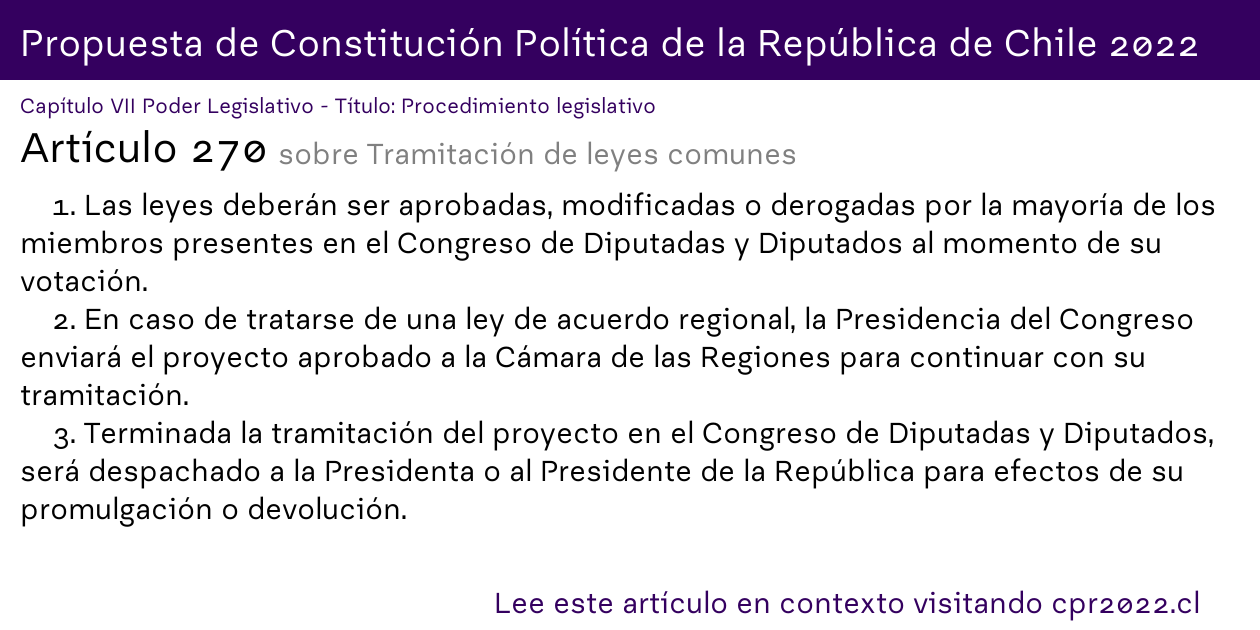 Propuesta de Constitución Política de la República de Chile 2022
Capítulo VII Poder Legislativo - Título: Procedimiento legislativo
Artículo 270 sobre Tramitación de leyes comunes
1. Las leyes deberán ser aprobadas, modificadas o derogadas por la mayoría de los
miembros presentes en el Congreso de Diputadas y Diputados al momento de su
votación.
2. En caso de tratarse de una ley de acuerdo regional, la Presidencia del Congreso
enviará el proyecto aprobado a la Cámara de las Regiones para continuar con su
tramitación.
3. Terminada la tramitación del proyecto en el Congreso de Diputadas y Diputados,
será despachado a la Presidenta o al Presidente de la República para efectos de su
promulgación o devolución.
Lee este artículo en contexto visitando cpr2022.cl